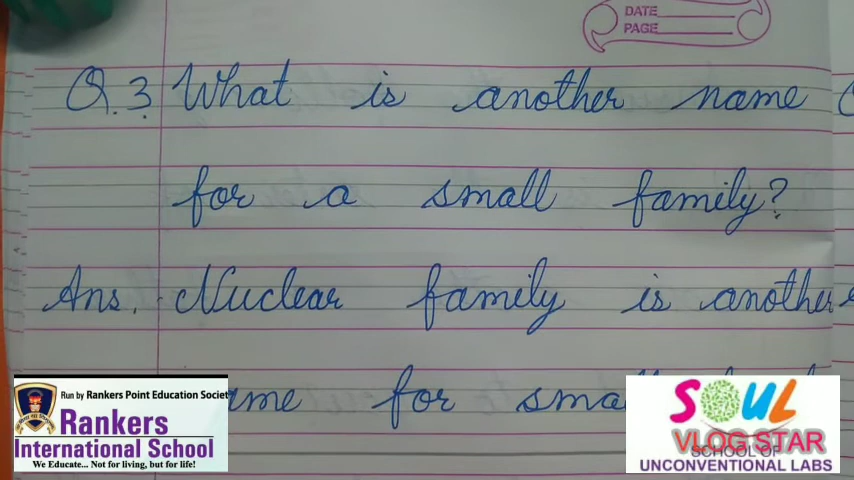 DATE
PAGE
Q.3. What is another name
for a small family?
Ans. Nuclear family is another
for
Run by Rankers Point Education Society
Rankers
International School
We Educate... Not for living, but for life!
SOUL
VLOG STAR
SCHOOL OF
UNCONVENTIONAL LABS